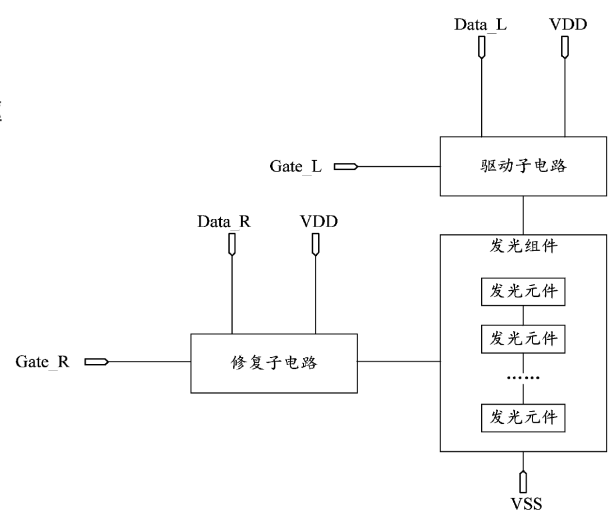 Data_L
VDD
Gate_L
驱动子电路
Data_R
VDD
发光组件
发光元件
发光元件
Gate_R
修复子电路
……
发光元件
VSS